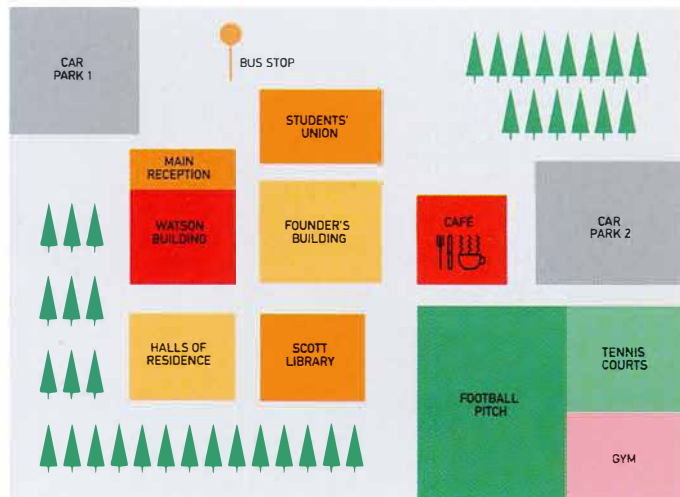 CAR
PARK 1
BUS STOP
STUDENTS'
UNION
MAIN
RECEPTION
WATSON
BUILDING
FOUNDER'S
BUILDING
CAFÉ
CAR
PARK 2
HALLS OF
RESIDENCE
SCOTT
LIBRARY
FOOTBALL
PITCH
TENNIS
COURTS
GYM